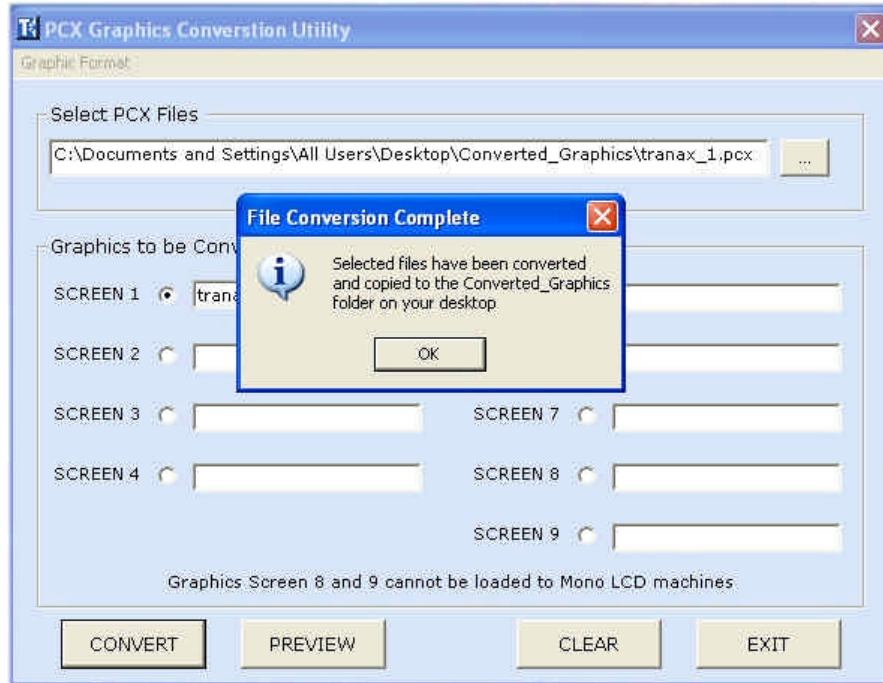 PCX Graphics Converstion Utility
Graphic Format
Select PCX Files
C:\Documents and Settings\All Users\Desktop\Converted_Graphics\tranax_1.pcx
...
File Conversion Complete
Selected files have been converted
and copied to the Converted_Graphics
folder on your desktop
OK
Graphics to be
SCREEN 1
SCREEN 2
SCREEN 3
SCREEN 7
SCREEN 4
SCREEN 8
SCREEN 9
Graphics Screen 8 and 9 cannot be loaded to Mono LCD machines
CONVERT
PREVIEW
CLEAR
EXIT